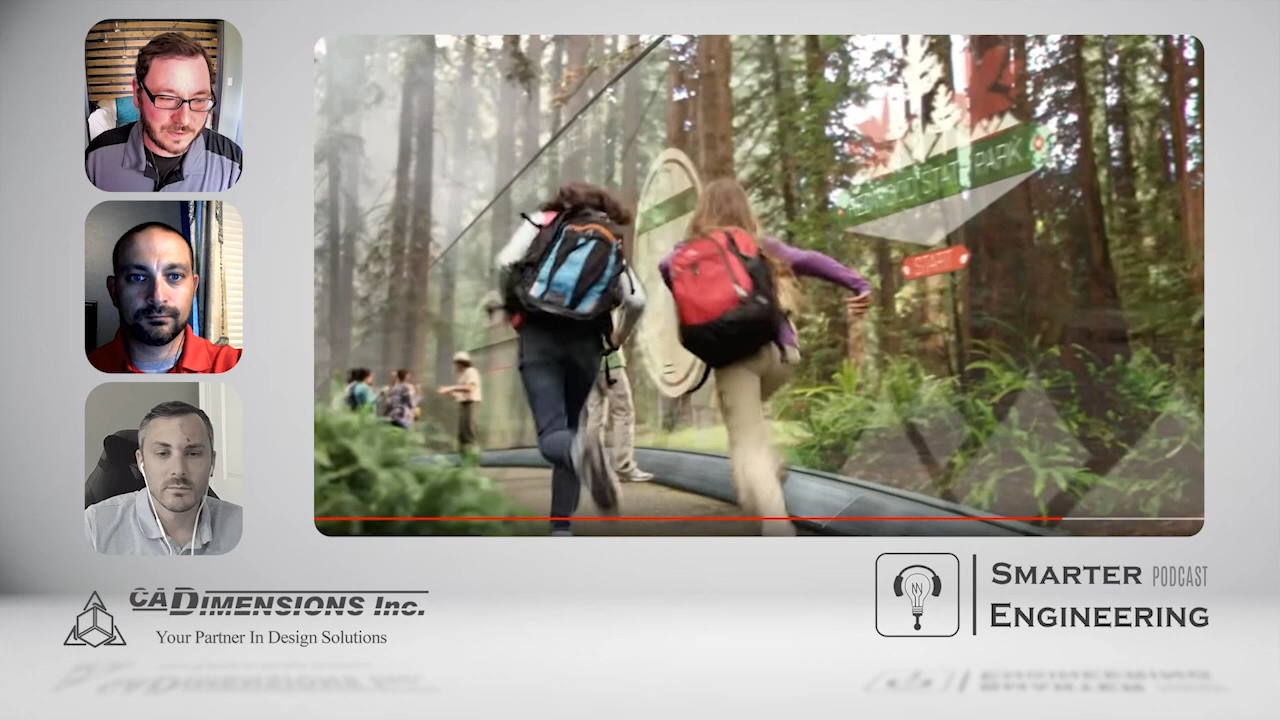 REDWOOD STATE PARK
START
CADIMENSIONS Inc.
Your Partner In Design Solutions
SMARTER PODCAST
ENGINEERING